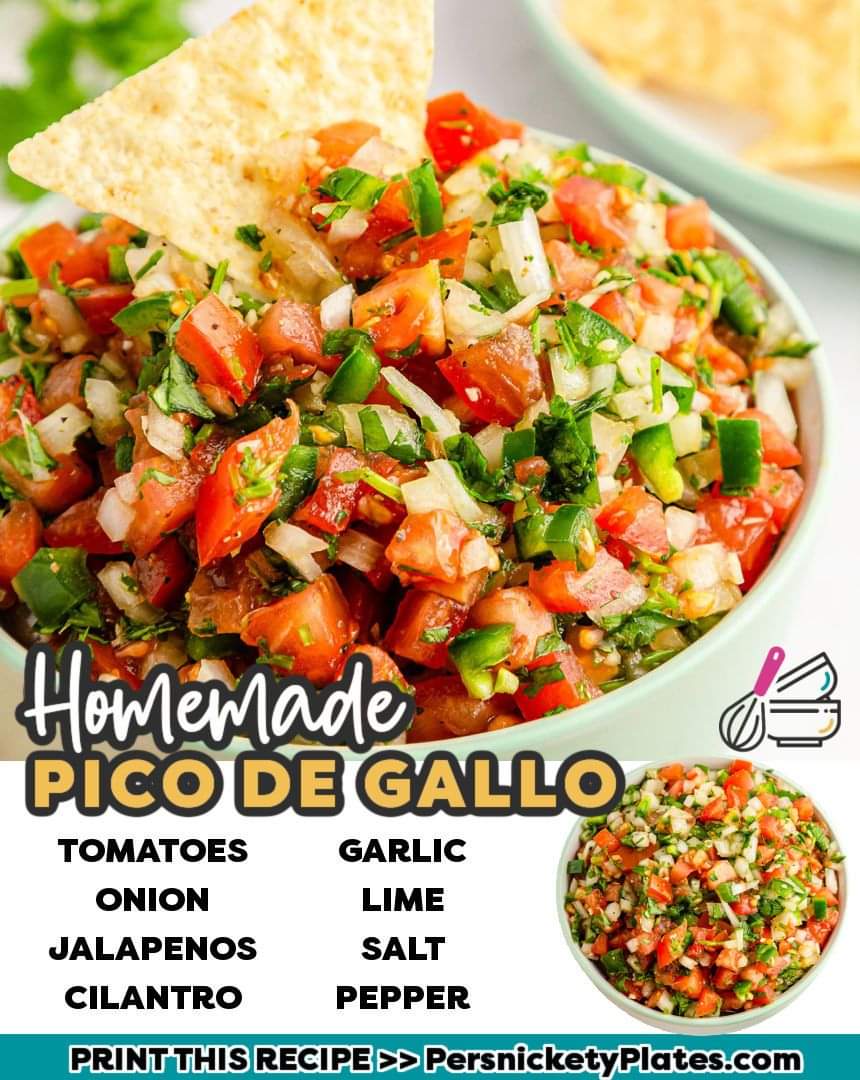 Homemade
PICO DE GALLO
TOMATOES
ONION
JALAPENOS
CILANTRO
GARLIC
LIME
SALT
PEPPER
PRINT THIS RECIPE >> PersnicketyPlates.com